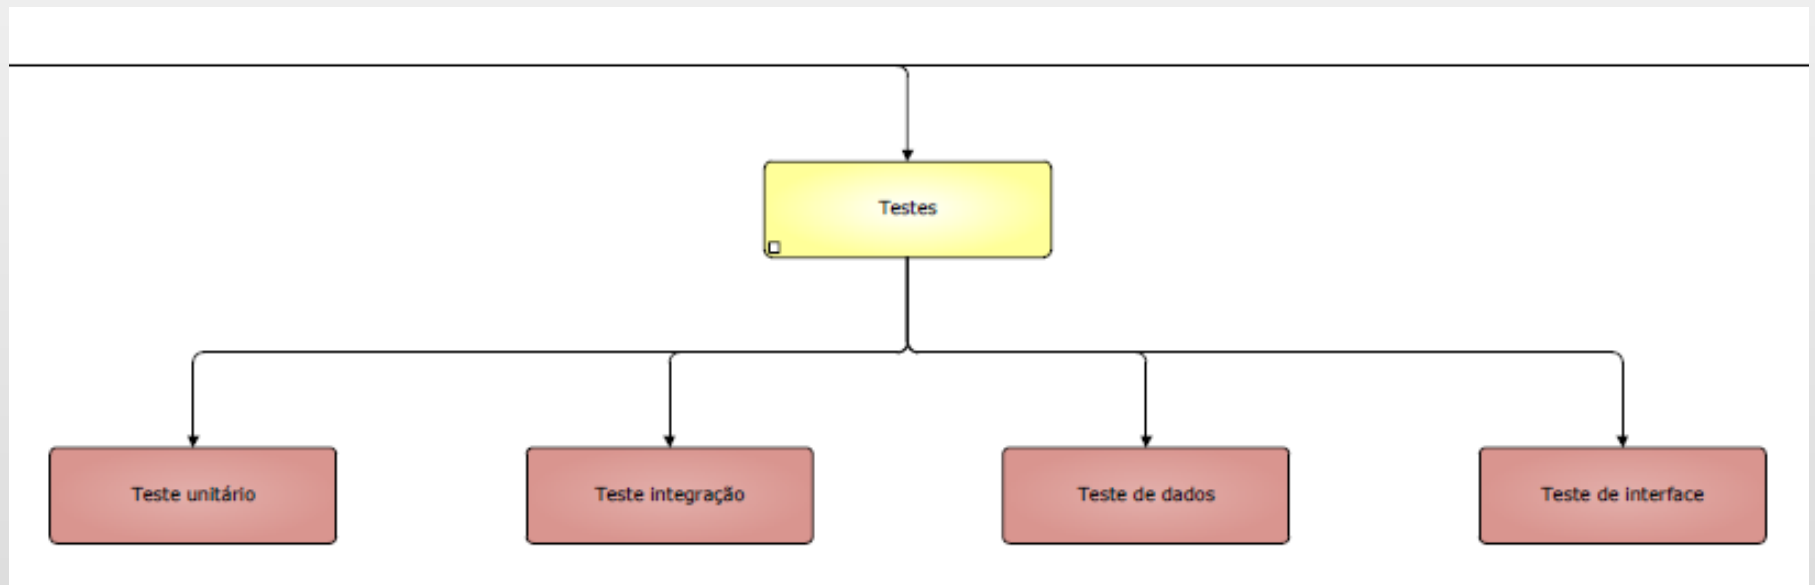 Testes
Teste unitário
Teste integração
Teste de dados
Teste de interface